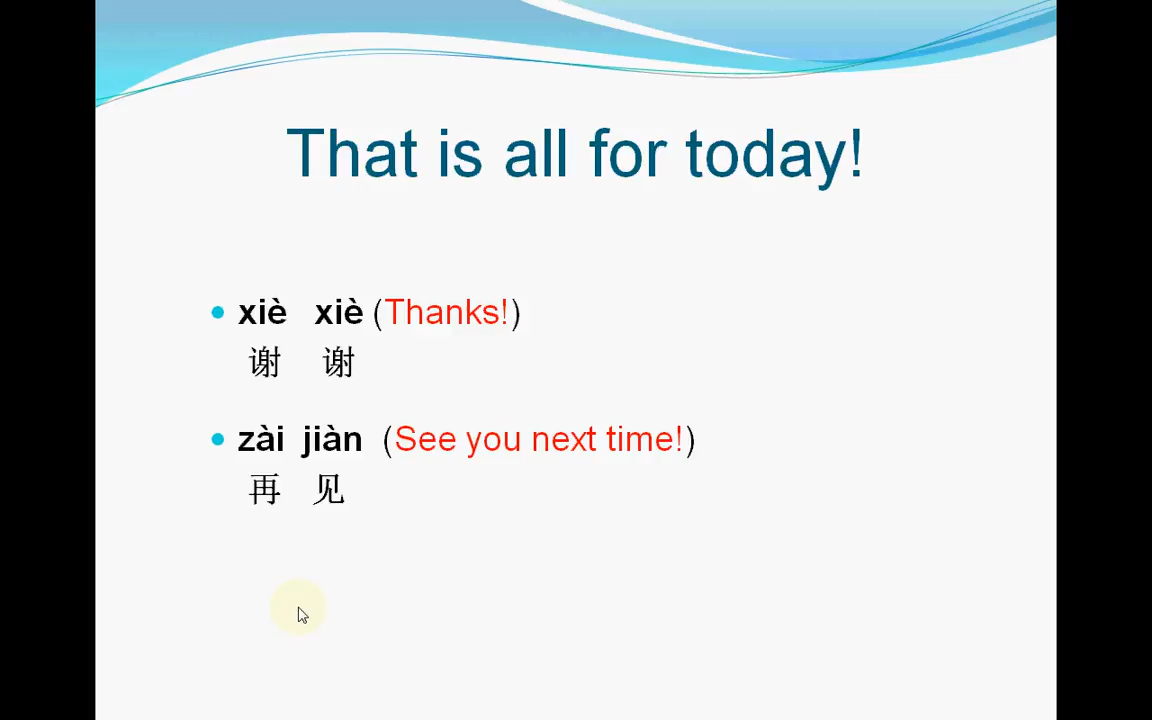 That is all for today!
xiè xiè (Thanks!)
谢 谢
zài jiàn (See you next time!)
再 见